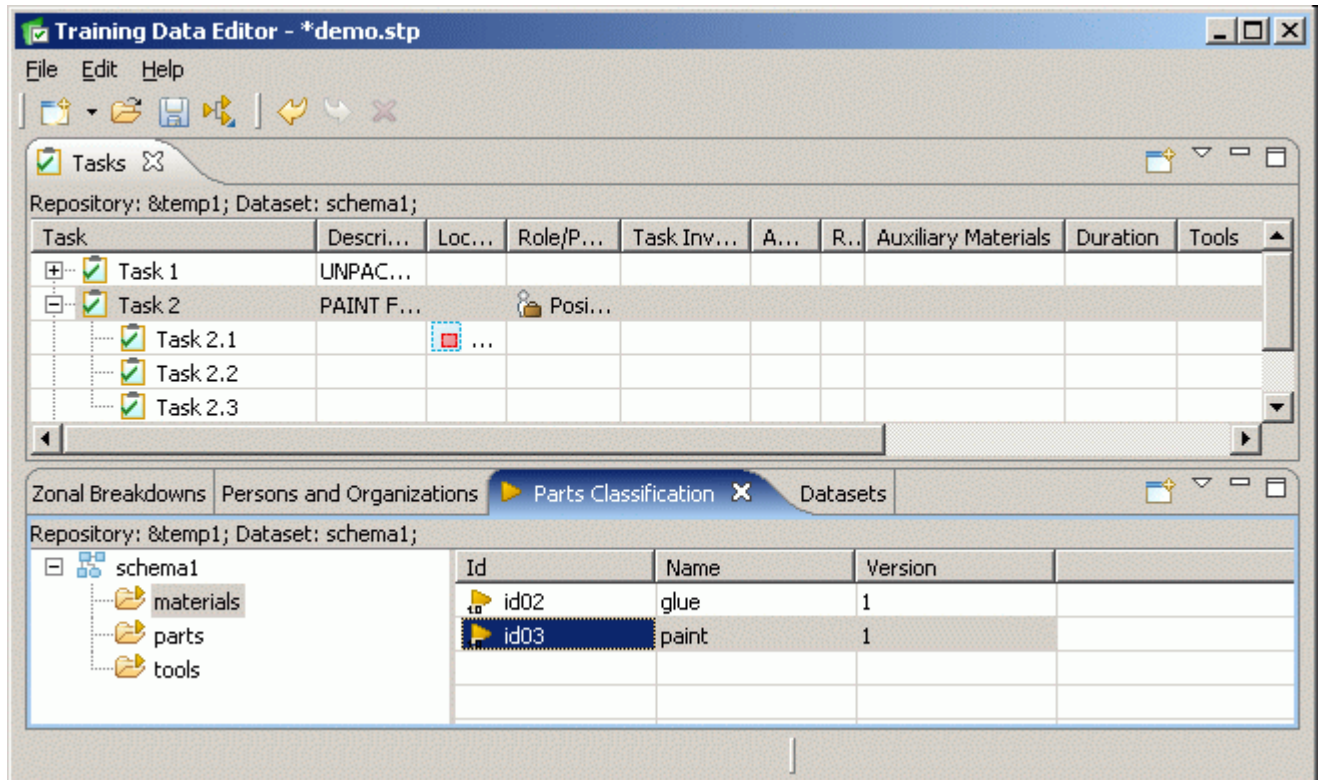 Training Data Editor - *demo.stp
File Edit Help
Tasks
Repository: &temp1; Dataset: schema1;
Task Descri... Loc... Role/P... Task Inv... A... R.. Auxiliary Materials Duration Tools
Task 1 UNPAC...
Task 2 PAINT F... Posi...
Task 2.1 ...
Task 2.2
Task 2.3
Zonal Breakdowns Persons and Organizations Parts Classification Datasets
Repository: &temp1; Dataset: schema1;
schema1 Id Name Version
materials id02 glue 1
parts id03 paint 1
tools